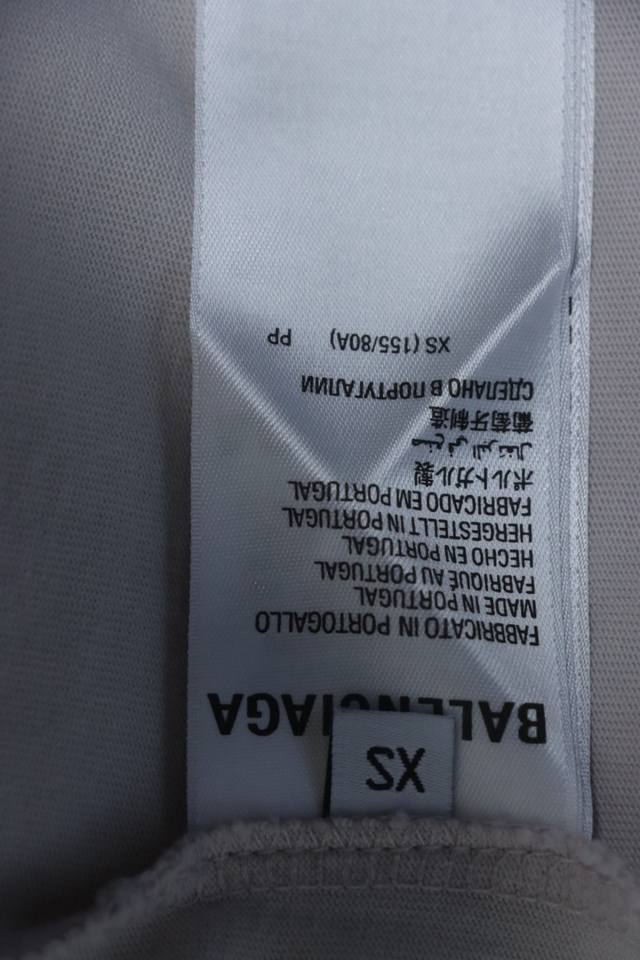 XS
BALENCIAGA
FABBRICATO IN PORTOGALLO
MADE IN PORTUGAL
FABRIQUÉ AU PORTUGAL
HECHO EN PORTUGAL
HERGESTELLT IN PORTUGAL
FABRICADO EM PORTUGAL
ポルトガル製
صنع في البرتغال
葡萄牙制造
СДЕЛАНО В ПОРТУГАЛИИ
XS (155/80A) PP